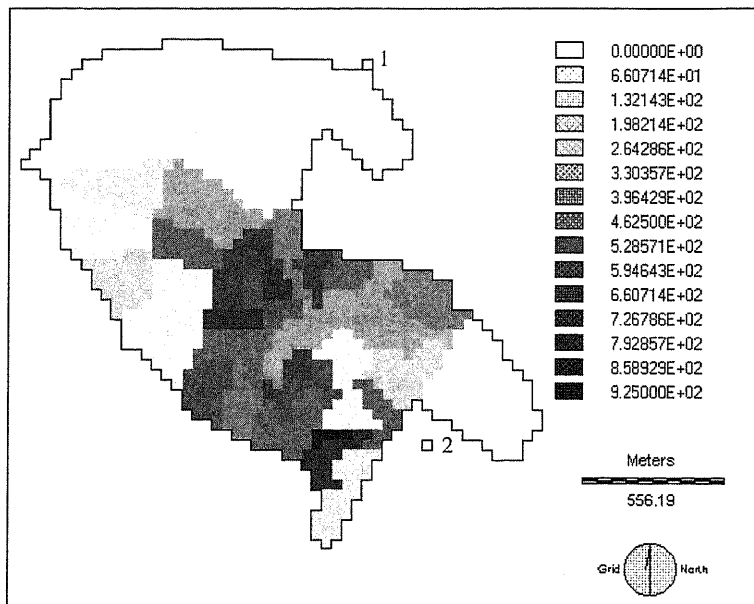 1
2
0.00000E+00
6.60714E+01
1.32143E+02
1.98214E+02
2.64286E+02
3.30357E+02
3.96429E+02
4.62500E+02
5.28571E+02
5.94643E+02
6.60714E+02
7.26786E+02
7.92857E+02
8.58929E+02
9.25000E+02
Meters
556.19
Grid North